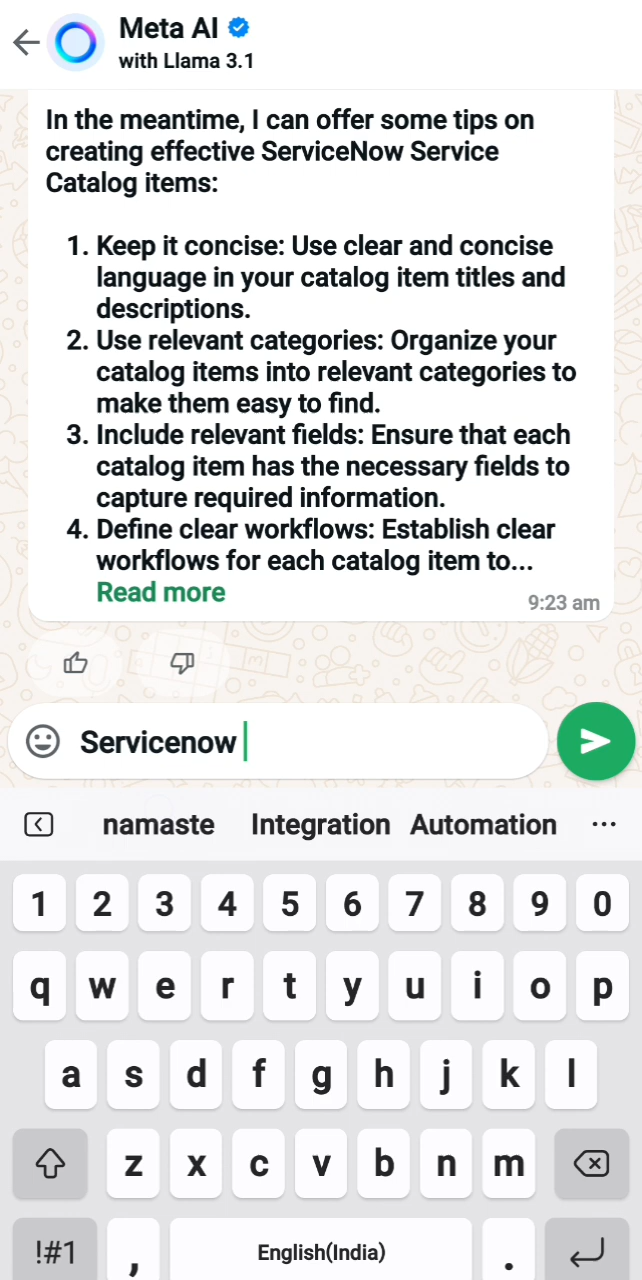 Meta AI
with Llama 3.1
In the meantime, I can offer some tips on
creating effective ServiceNow Service
Catalog items:
1. Keep it concise: Use clear and concise
language in your catalog item titles and
descriptions.
2. Use relevant categories: Organize your
catalog items into relevant categories to
make them easy to find.
3. Include relevant fields: Ensure that each
catalog item has the necessary fields to
capture required information.
4. Define clear workflows: Establish clear
workflows for each catalog item to...
Read more
9:23 am
Servicenow
namaste Integration Automation ...
1 2 3 4 5 6 7 8 9 0
q w e r t y u i o p
a s d f g h j k l
z x c v b n m
!#1 , English(India) .